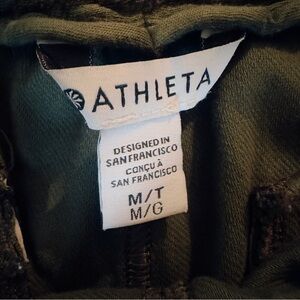 ATHLETA
DESIGNED IN
SAN FRANCISCO
CONÇU À
SAN FRANCISCO
M/T
M/G